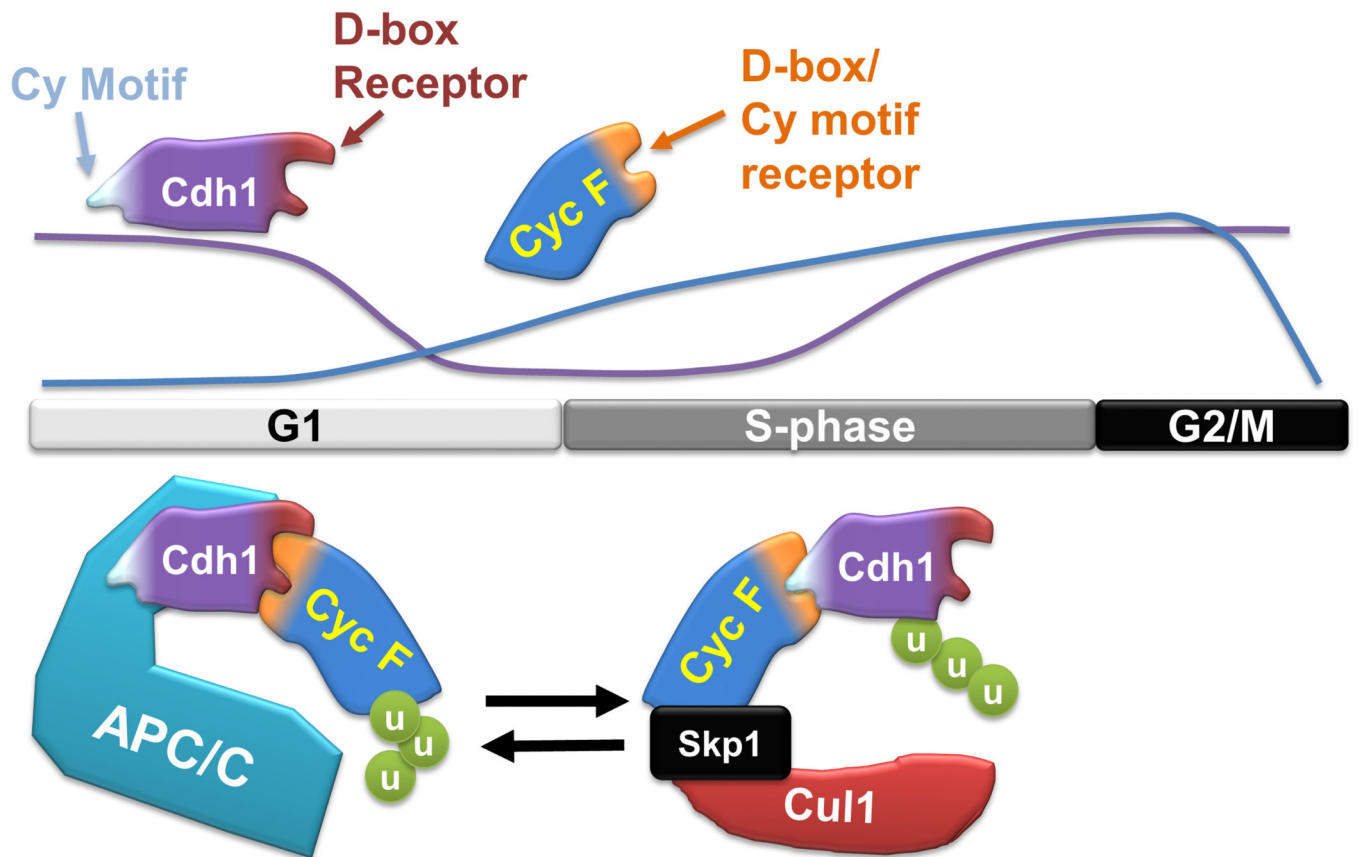 Cy Motif
D-box
Receptor
D-box/
Cy motif
receptor
Cdh1
Cyc F
G1
S-phase
G2/M
Cdh1
Cyc F
APC/C
u
u
u
Cyc F
Cdh1
u
u
u
Skp1
Cul1